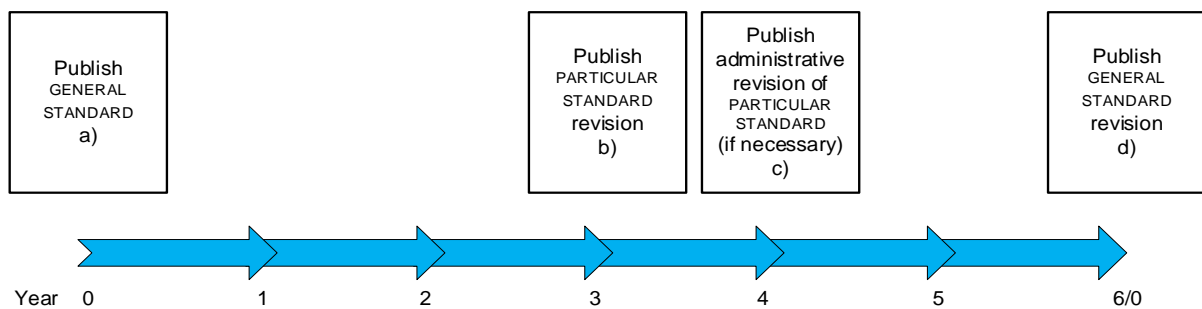 Publish
GENERAL
STANDARD
a)
Publish
PARTICULAR
STANDARD
revision
b)
Publish
administrative
revision of
PARTICULAR
STANDARD
(if necessary)
c)
Publish
GENERAL
STANDARD
revision
d)
Year 0 1 2 3 4 5 6/0